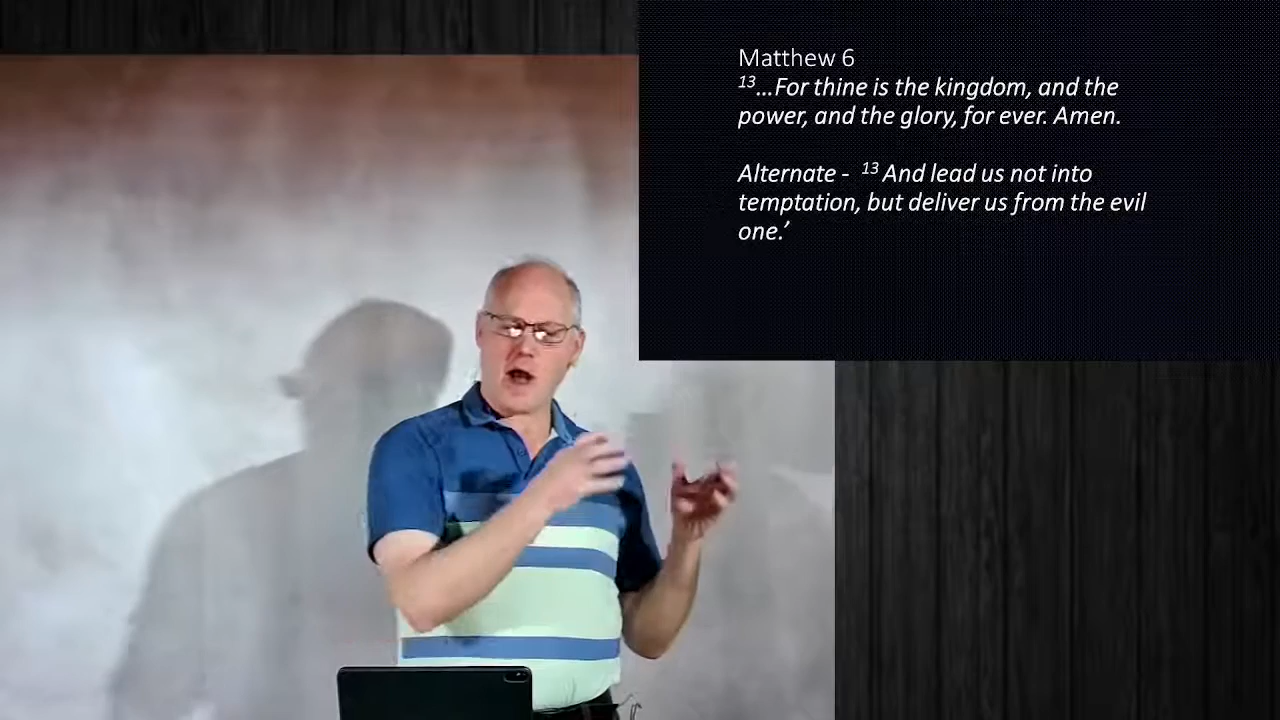 Matthew 6
13...For thine is the kingdom, and the
power, and the glory, for ever. Amen.
Alternate - 13 And lead us not into
temptation, but deliver us from the evil
one.’